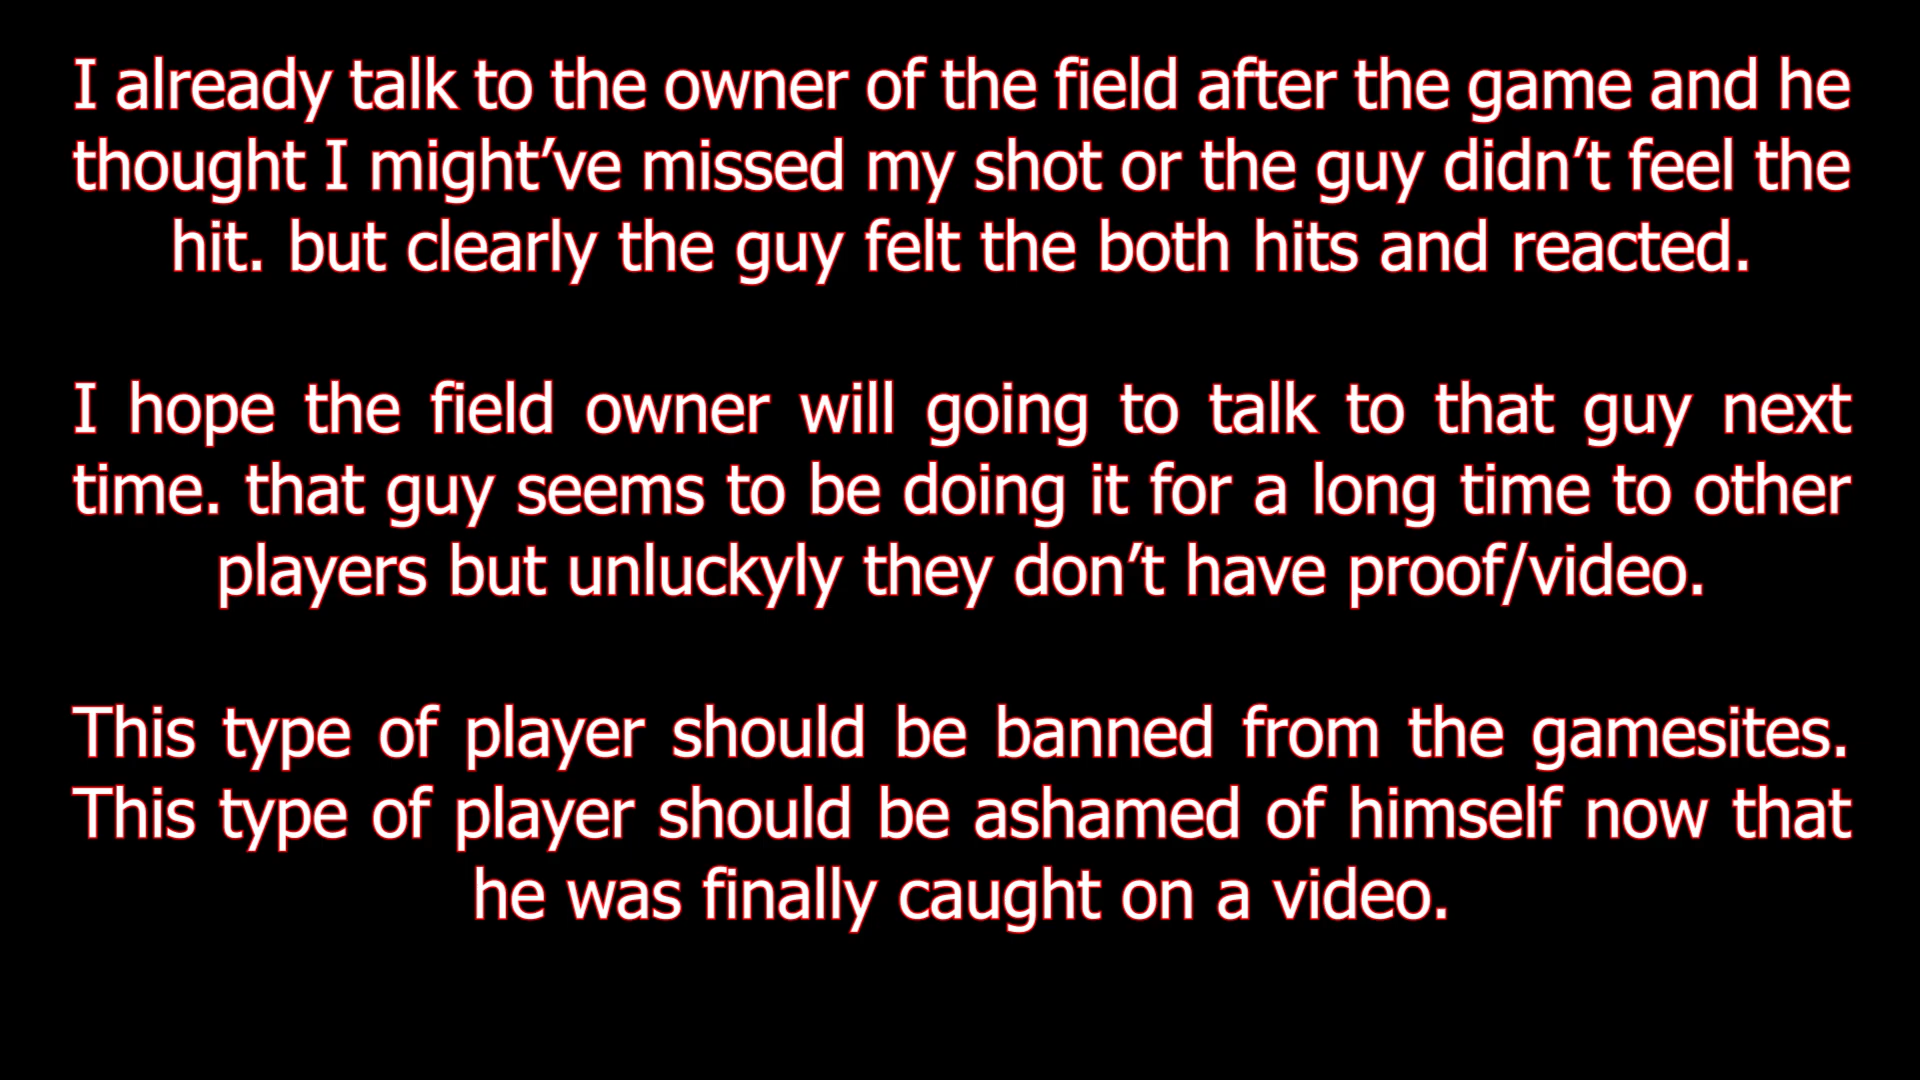 I already talk to the owner of the field after the game and he
thought I might’ve missed my shot or the guy didn’t feel the
hit. but clearly the guy felt the both hits and reacted.
I hope the field owner will going to talk to that guy next
time. that guy seems to be doing it for a long time to other
players but unluckyly they don’t have proof/video.
This type of player should be banned from the gamesites.
This type of player should be ashamed of himself now that
he was finally caught on a video.